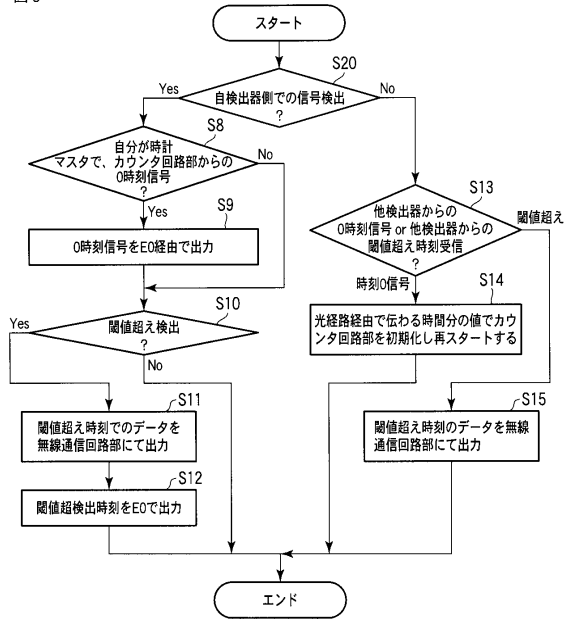 スタート
S20
Yes
No
自検出器側での信号検出
?
S8
自分が時計
マスタで、カウンタ回路部からの
0時刻信号
?
No
Yes
S9
0時刻信号をEO経由で出力
S10
Yes
閾値超え検出
?
No
S11
閾値超え時刻でのデータを
無線通信回路部にて出力
S12
閾値超検出時刻をEOで出力
S13
他検出器からの
0時刻信号 or 他検出器からの
閾値超え時刻受信
?
閾値超え
時刻0信号
S14
光経路経由で伝わる時間分の値でカウ
ンタ回路部を初期化し再スタートする
S15
閾値超え時刻のデータを無線
通信回路部にて出力
エンド